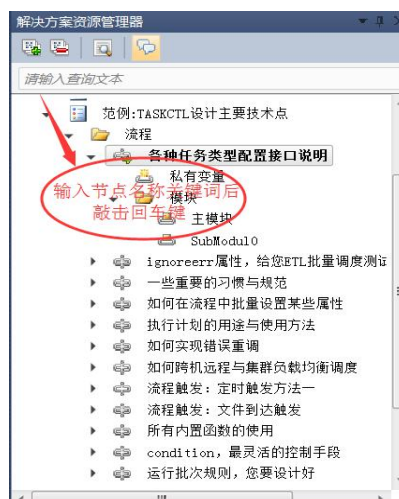 解决方案资源管理器
请输入查询文本
范例:TASKCTL设计主要技术点
流程
各种任务类型配置接口说明
私有变量
输入节点名称关键词后
敲击回车键
模块
主模块
SubModul0
ignoreerr属性，给您ETL批量调度测试
一些重要的习惯与规范
如何在流程中批量设置某些属性
执行计划的用途与使用方法
如何实现错误重调
如何跨机远程与集群负载均衡调度
流程触发：定时触发方法一
流程触发：文件到达触发
所有内置函数的使用
condition，最灵活的控制手段
运行批次规则，您要设计好